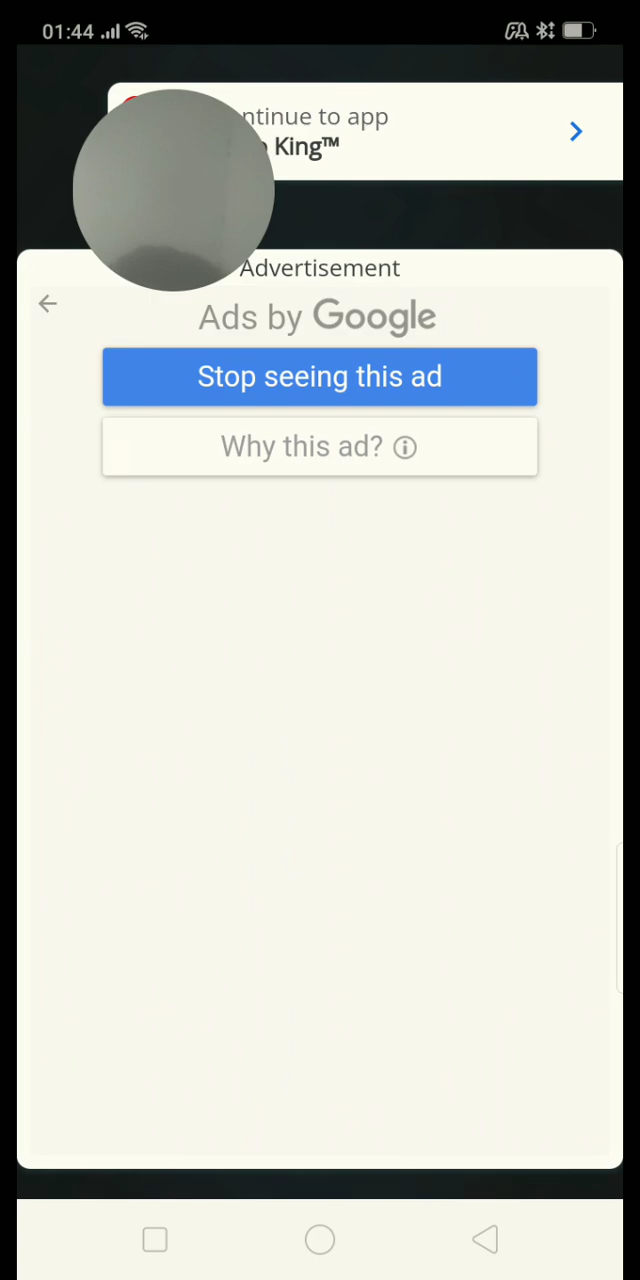 01:44
ntinue to app
King™
Advertisement
Ads by Google
Stop seeing this ad
Why this ad?